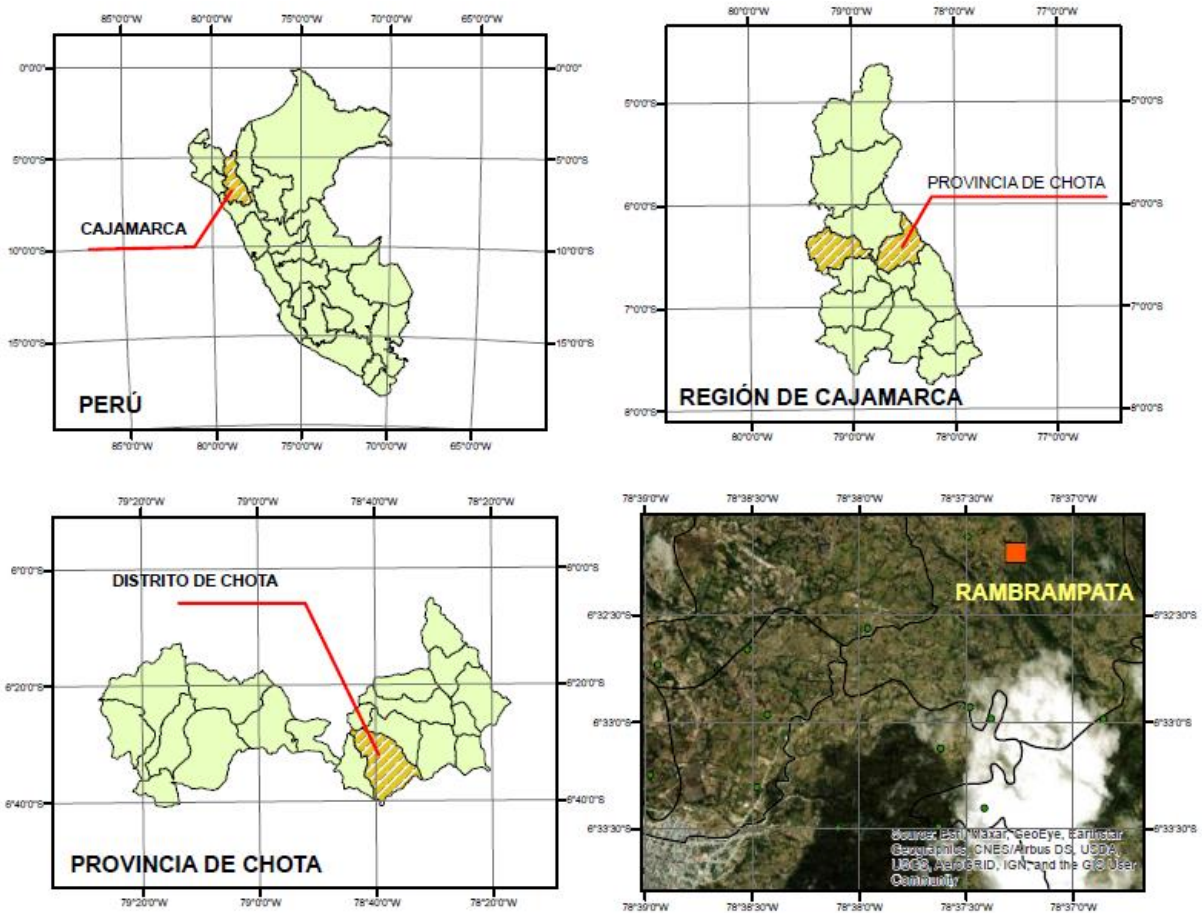 85°0'0"W 80°0'0"W 75°0'0"W 70°0'0"W 65°0'0"W
0°0'0" 0°0'0"
5°0'0"S 5°0'0"S
CAJAMARCA
10°0'0"S 10°0'0"S
15°0'0"S 15°0'0"S
PERÚ
85°0'0"W 80°0'0"W 75°0'0"W 70°0'0"W 65°0'0"W
80°0'0"W 79°0'0"W 78°0'0"W 77°0'0"W
5°0'0"S 5°0'0"S
PROVINCIA DE CHOTA
6°0'0"S 6°0'0"S
7°0'0"S 7°0'0"S
REGIÓN DE CAJAMARCA
8°0'0"S 8°0'0"S
80°0'0"W 79°0'0"W 78°0'0"W 77°0'0"W
79°20'0"W 79°0'0"W 78°40'0"W 78°20'0"W
6°0'0"S 6°0'0"S
DISTRITO DE CHOTA
6°20'0"S 6°20'0"S
6°40'0"S 6°40'0"S
PROVINCIA DE CHOTA
79°20'0"W 79°0'0"W 78°40'0"W 78°20'0"W
78°39'0"W 78°38'30"W 78°38'0"W 78°37'30"W 78°37'0"W
RAMBRAMPATA
6°32'30"S 6°32'30"S
6°33'0"S 6°33'0"S
6°33'30"S 6°33'30"S
Source: Esri, Maxar, GeoEye, Earthstar
Geographics, CNES/Airbus DS, USDA,
USGS, AeroGRID, IGN, and the GIS User
Community
78°39'0"W 78°38'30"W 78°38'0"W 78°37'30"W 78°37'0"W